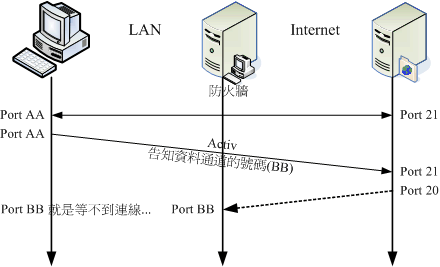 LAN
Internet
防火牆
Port AA
Port 21
Port AA
Activ
告知資料通道的號碼(BB)
Port 21
Port 20
Port BB 就是等不到連線...
Port BB